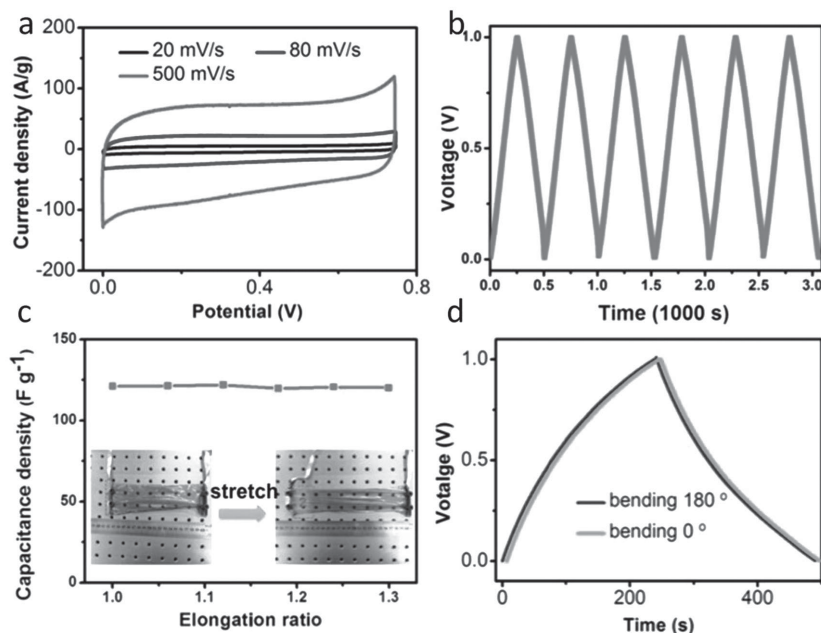 a
20 mV/s 80 mV/s
500 mV/s
200
100
0
-100
-200
Current density (A/g)
0.0 0.4 0.8
Potential (V)
b
1.0
0.5
0.0
Voltage (V)
0.0 0.5 1.0 1.5 2.0 2.5 3.0
Time (1000 s)
c
150
100
50
0
Capacitance density (F g⁻¹)
stretch
1.0 1.1 1.2 1.3
Elongation ratio
d
1.0
0.5
0.0
Votalge (V)
bending 180 °
bending 0 °
0 200 400
Time (s)